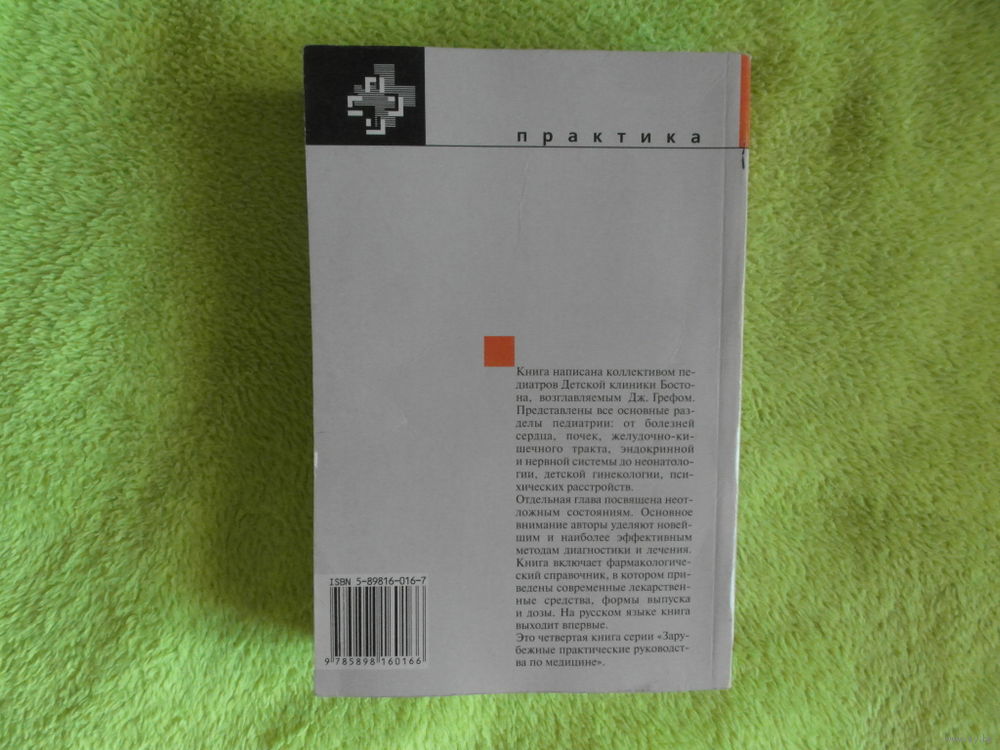 практика
Книга написана коллективом пе-
диатров Детской клиники Босто-
на, возглавляемым Дж. Грефом.
Представлены все основные раз-
делы педиатрии: от болезней
сердца, почек, желудочно-ки-
шечного тракта, эндокринной
и нервной системы до неонатоло-
гии, детской гинекологии, пси-
хических расстройств.
Отдельная глава посвящена неот-
ложным состояниям. Основное
внимание авторы уделяют новей-
шим и наиболее эффективным
методам диагностики и лечения.
Книга включает фармакологиче-
ский справочник, в котором при-
ведены современные лекарствен-
ные средства, формы выпуска
и дозы. На русском языке книга
выходит впервые.
Это четвертая книга серии «Зару-
бежные практические руководст-
ва по медицине».
ISBN 5-89816-016-7
9 785898 160166